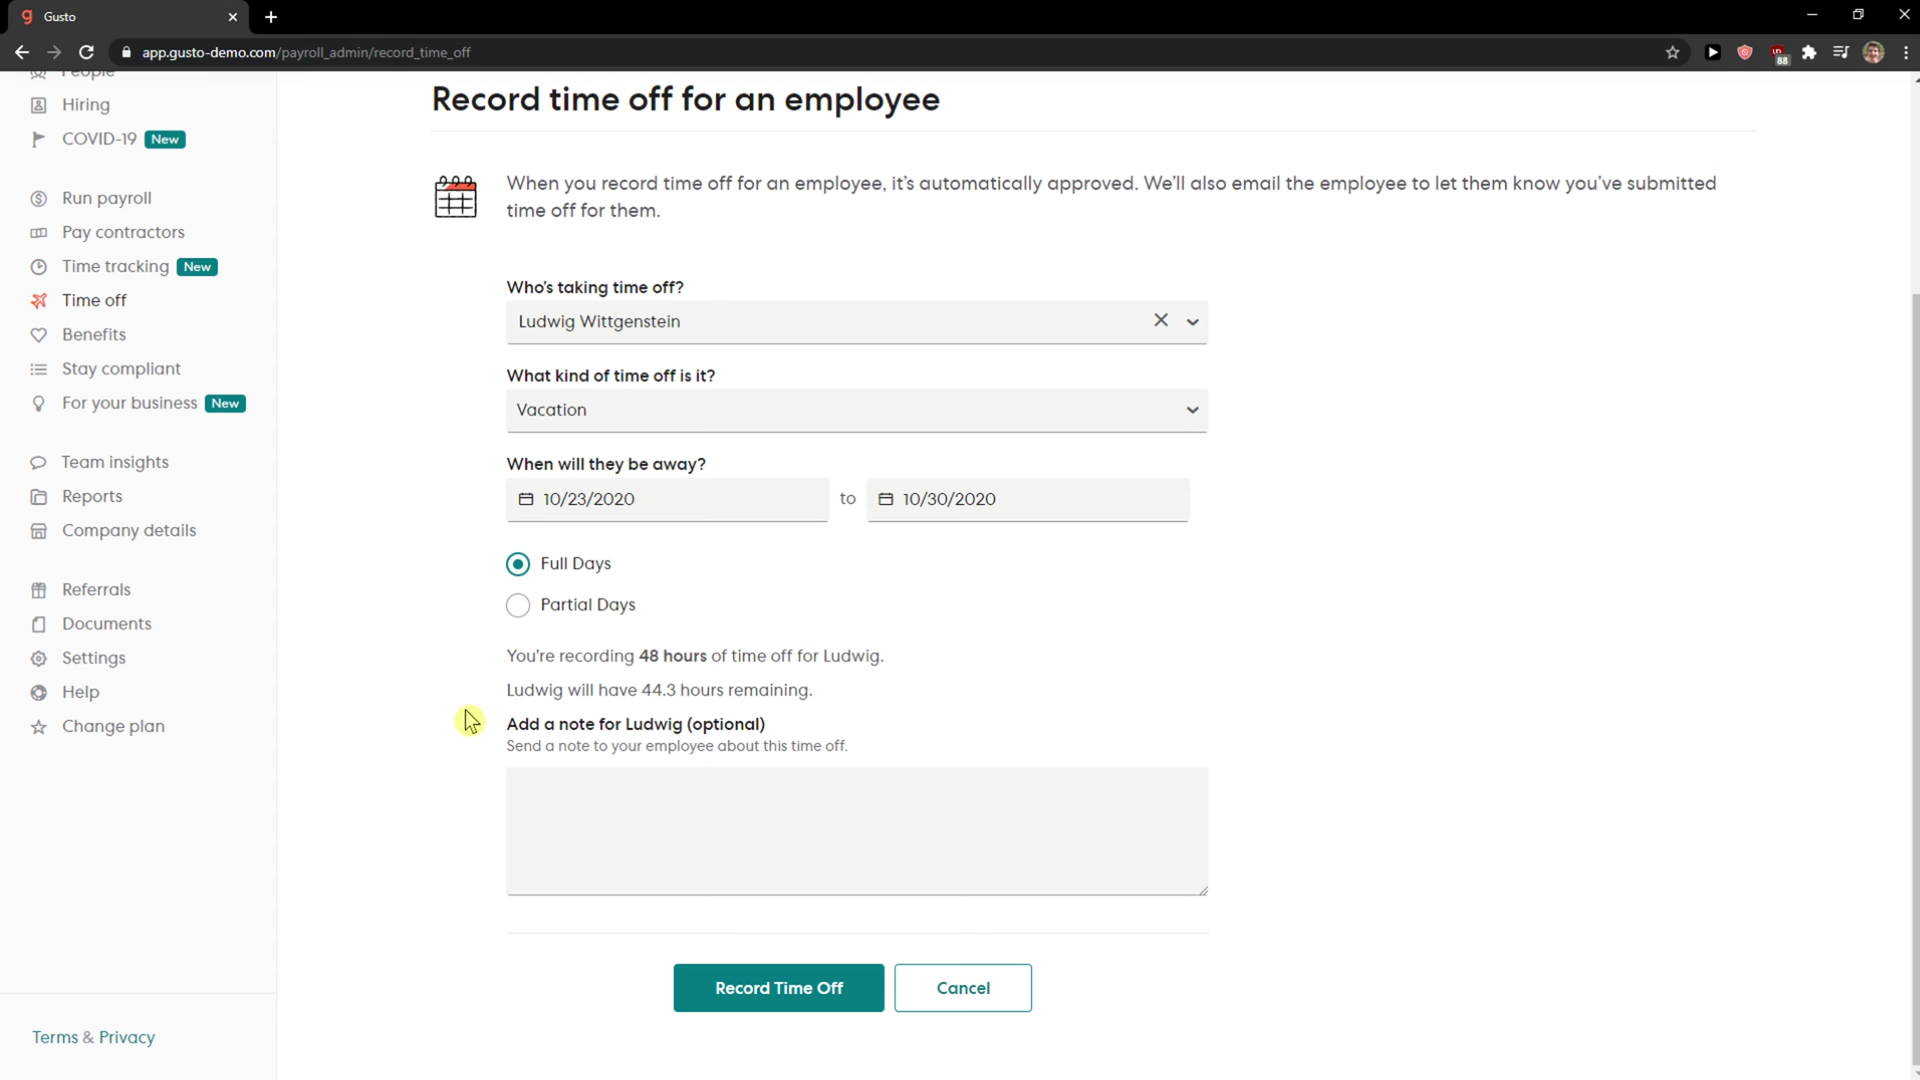 Gusto
app.gusto-demo.com/payroll_admin/record_time_off
88
People
Hiring
COVID-19 New
Run payroll
Pay contractors
Time tracking New
Time off
Benefits
Stay compliant
For your business New
Team insights
Reports
Company details
Referrals
Documents
Settings
Help
Change plan
Terms & Privacy
Record time off for an employee
When you record time off for an employee, it's automatically approved. We'll also email the employee to let them know you've submitted
time off for them.
Who's taking time off?
Ludwig Wittgenstein
What kind of time off is it?
Vacation
When will they be away?
10/23/2020 to 10/30/2020
Full Days
Partial Days
You're recording 48 hours of time off for Ludwig.
Ludwig will have 44.3 hours remaining.
Add a note for Ludwig (optional)
Send a note to your employee about this time off.
Record Time Off
Cancel